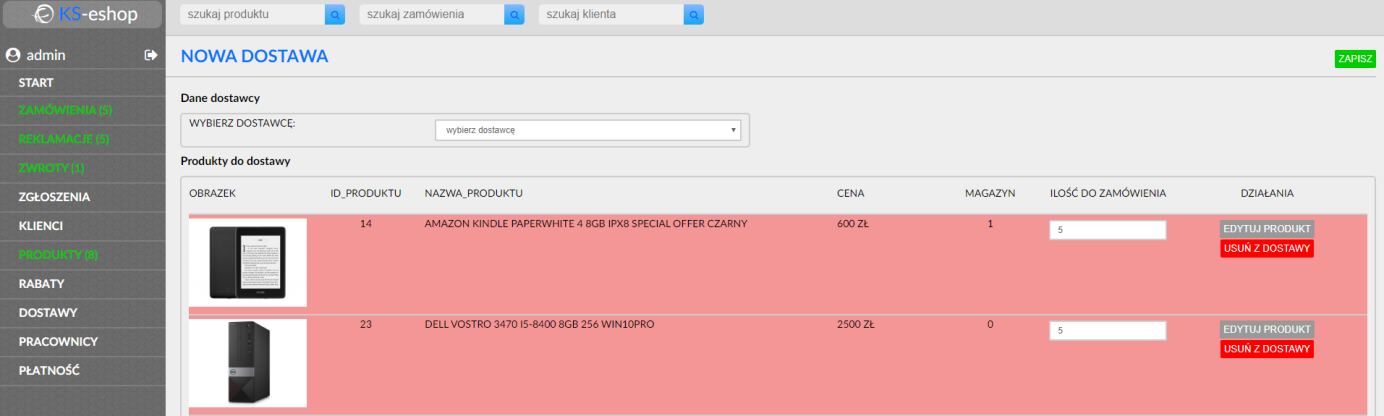 KS-eshop
szukaj produktu szukaj zamówienia szukaj klienta
admin
START
ZAMÓWIENIA (5)
REKLAMACJE (5)
ZWROTY (1)
ZGŁOSZENIA
KLIENCI
PRODUKTY (8)
RABATY
DOSTAWY
PRACOWNICY
PŁATNOŚĆ
NOWA DOSTAWA
ZAPISZ
Dane dostawcy
WYBIERZ DOSTAWCĘ: wybierz dostawcę
Produkty do dostawy
OBRAZEK ID_PRODUKTU NAZWA_PRODUKTU CENA MAGAZYN ILOŚĆ DO ZAMÓWIENIA DZIAŁANIA
14 AMAZON KINDLE PAPERWHITE 4 8GB IPX8 SPECIAL OFFER CZARNY 600 ZŁ 1 5 EDYTUJ PRODUKT
USUŃ Z DOSTAWY
23 DELL VOSTRO 3470 I5-8400 8GB 256 WIN10PRO 2500 ZŁ 0 5 EDYTUJ PRODUKT
USUŃ Z DOSTAWY